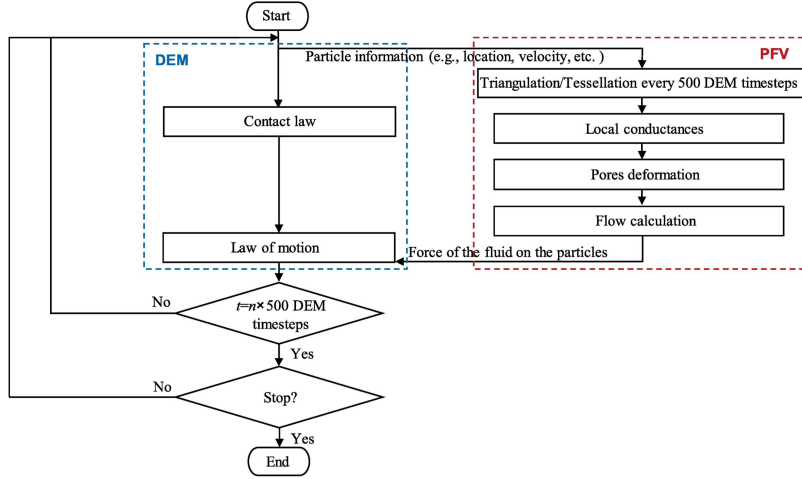 Start
DEM
PFV
Particle information (e.g., location, velocity, etc. )
Triangulation/Tessellation every 500 DEM timesteps
Contact law
Local conductances
Pores deformation
Flow calculation
Law of motion
Force of the fluid on the particles
No
t=n×500 DEM
timesteps
Yes
No
Stop?
Yes
End